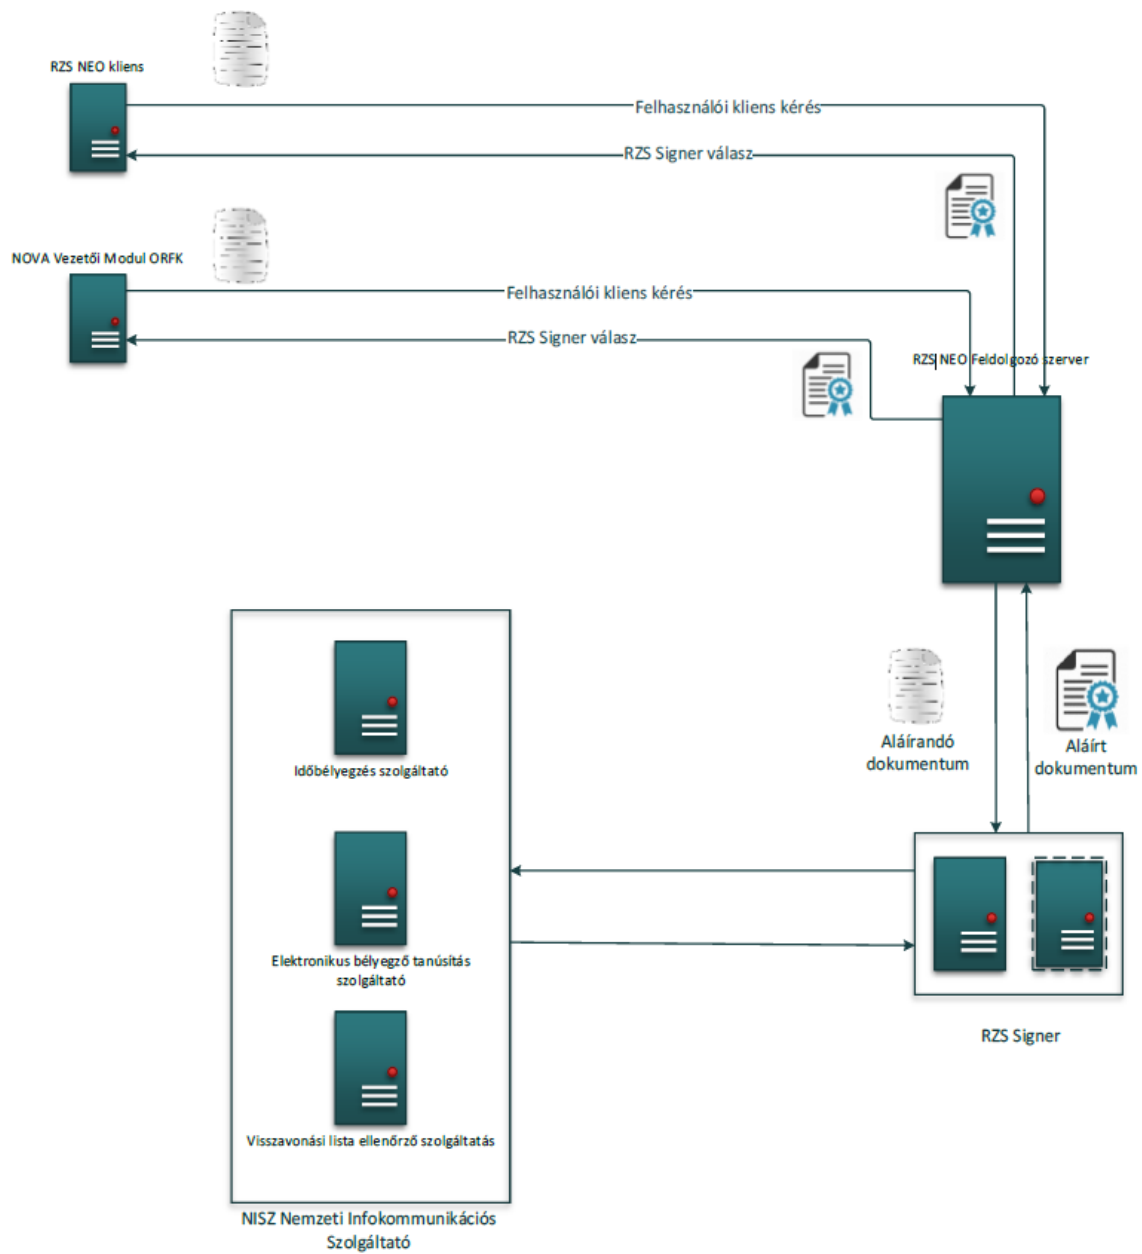 RZS NEO kliens
Felhasználói kliens kérés
RZS Signer válasz
NOVA Vezetői Modul ORFK
Felhasználói kliens kérés
RZS Signer válasz
RZS NEO Feldolgozó szerver
Aláírandó
dokumentum
Aláírt
dokumentum
Időbélyegzés szolgáltató
Elektronikus bélyegző tanúsítás
szolgáltató
RZS Signer
Visszavonási lista ellenőrző szolgáltatás
NISZ Nemzeti Infokommunikációs
Szolgáltató